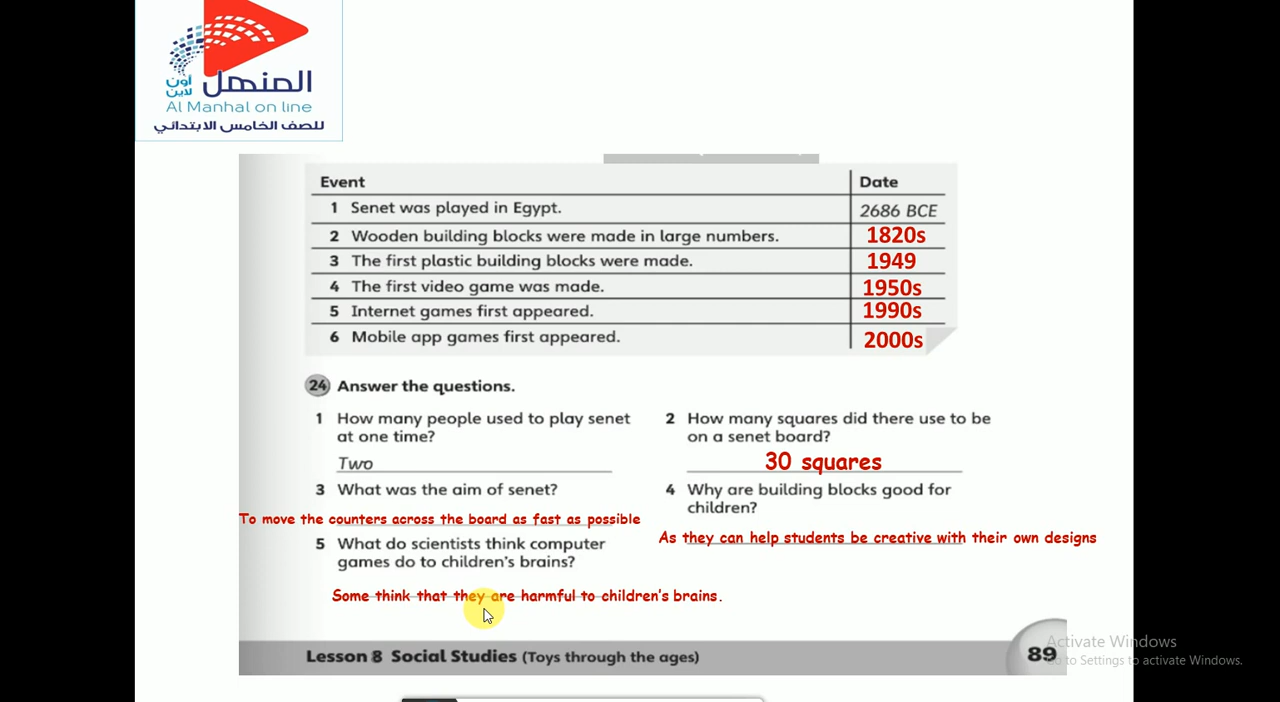 المنهل
أون
لاين
Al Manhal on line
للصف الخامس الابتدائي
Event Date
1 Senet was played in Egypt. 2686 BCE
2 Wooden building blocks were made in large numbers. 1820s
3 The first plastic building blocks were made. 1949
4 The first video game was made. 1950s
5 Internet games first appeared. 1990s
6 Mobile app games first appeared. 2000s
24 Answer the questions.
1 How many people used to play senet
at one time?
Two
2 How many squares did there use to be
on a senet board?
30 squares
3 What was the aim of senet?
To move the counters across the board as fast as possible
4 Why are building blocks good for
children?
As they can help students be creative with their own designs
5 What do scientists think computer
games do to children's brains?
Some think that they are harmful to children's brains.
Lesson 8 Social Studies (Toys through the ages)
89
Activate Windows
Go to Settings to activate Windows.